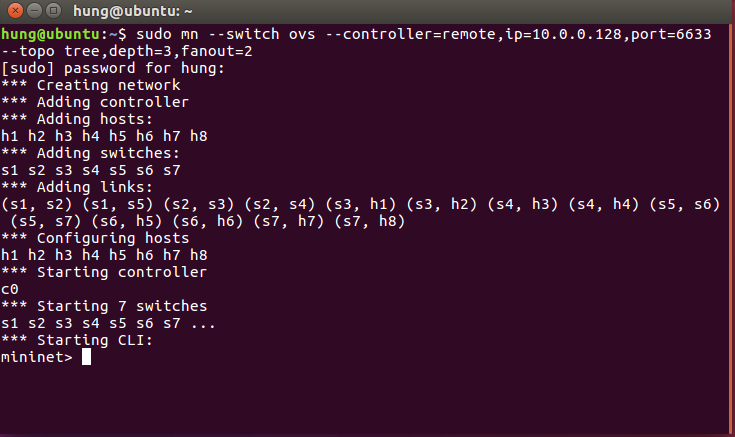 hung@ubuntu: ~
hung@ubuntu:~$ sudo mn --switch ovs --controller=remote,ip=10.0.0.128,port=6633
--topo tree,depth=3,fanout=2
[sudo] password for hung:
*** Creating network
*** Adding controller
*** Adding hosts:
h1 h2 h3 h4 h5 h6 h7 h8
*** Adding switches:
s1 s2 s3 s4 s5 s6 s7
*** Adding links:
(s1, s2) (s1, s5) (s2, s3) (s2, s4) (s3, h1) (s3, h2) (s4, h3) (s4, h4) (s5, s6)
(s5, s7) (s6, h5) (s6, h6) (s7, h7) (s7, h8)
*** Configuring hosts
h1 h2 h3 h4 h5 h6 h7 h8
*** Starting controller
c0
*** Starting 7 switches
s1 s2 s3 s4 s5 s6 s7 ...
*** Starting CLI:
mininet>